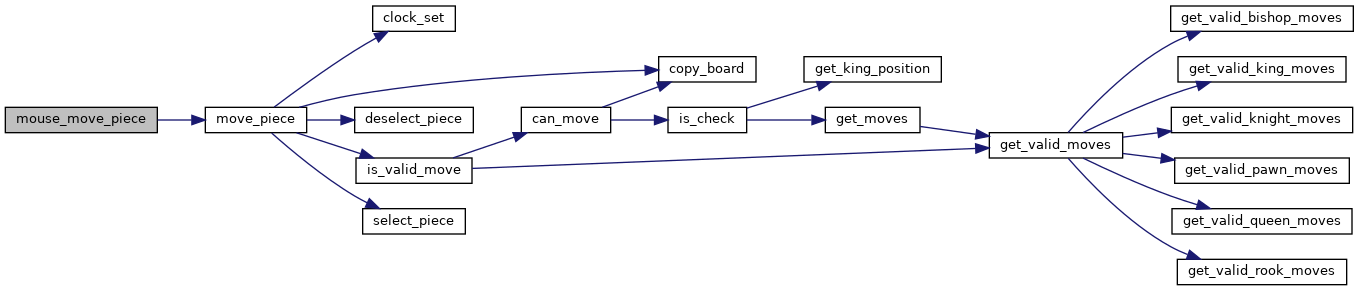 mouse_move_piece
move_piece
clock_set
copy_board
deselect_piece
is_valid_move
select_piece
can_move
is_check
get_king_position
get_moves
get_valid_moves
get_valid_bishop_moves
get_valid_king_moves
get_valid_knight_moves
get_valid_pawn_moves
get_valid_queen_moves
get_valid_rook_moves